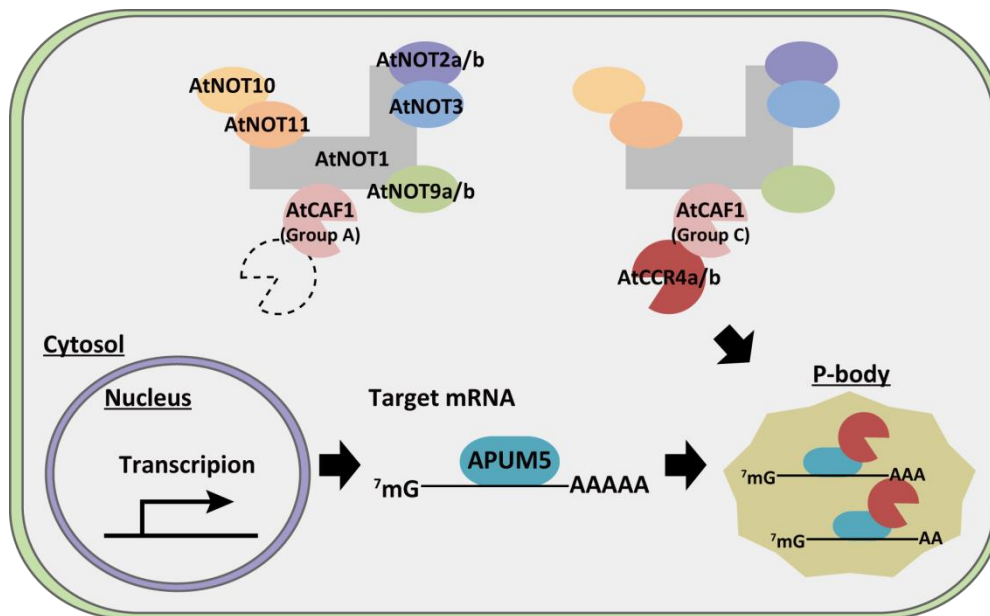 AtNOT2a/b
AtNOT10
AtNOT3
AtNOT11
AtNOT1
AtNOT9a/b
AtCAF1
(Group A)
AtCAF1
(Group C)
AtCCR4a/b
Cytosol
Nucleus
Transcripion
Target mRNA
APUM5
⁷mG
AAAAA
P-body
⁷mG
AAA
⁷mG
AA